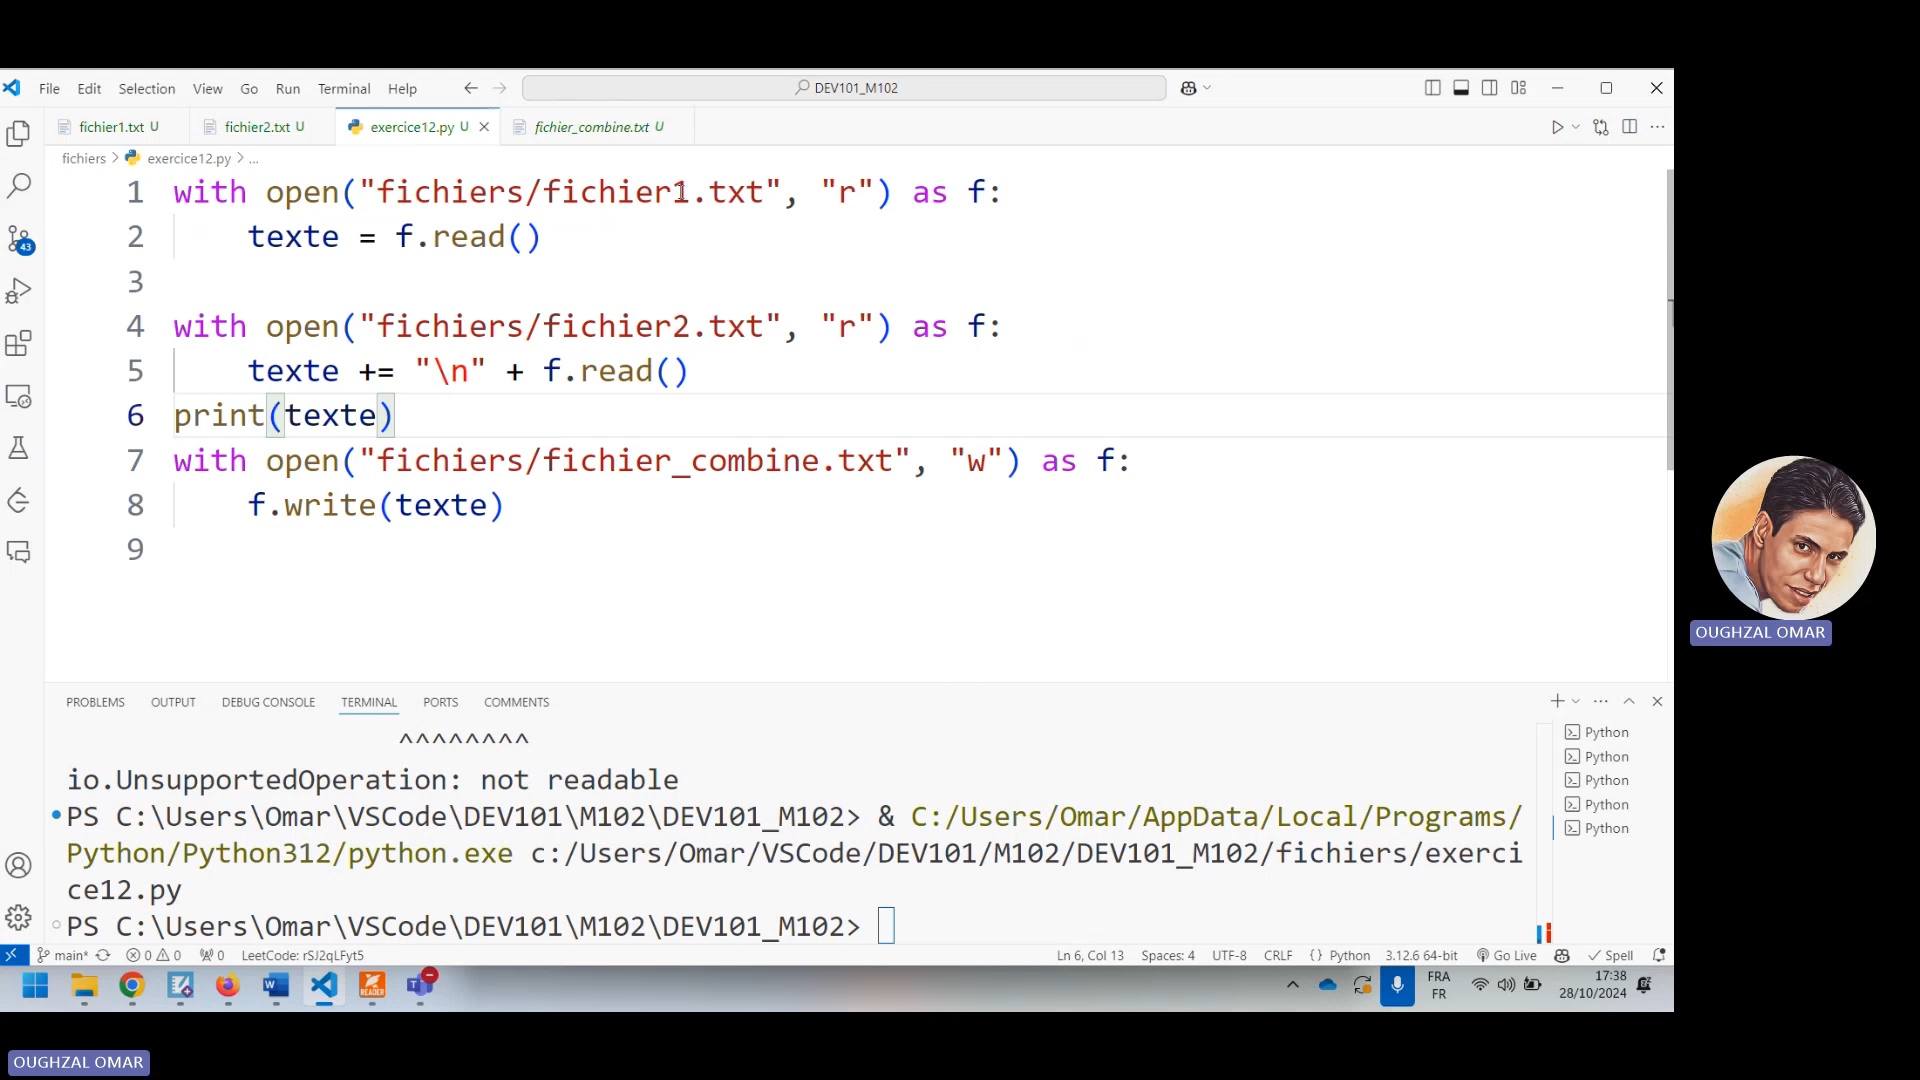 File Edit Selection View Go Run Terminal Help DEV101_M102
fichier1.txt U fichier2.txt U exercice12.py U fichier_combine.txt U
fichiers > exercice12.py > ...
1 with open("fichiers/fichier1.txt", "r") as f:
2 texte = f.read()
3
4 with open("fichiers/fichier2.txt", "r") as f:
5 texte += "\n" + f.read()
6 print(texte)
7 with open("fichiers/fichier_combine.txt", "w") as f:
8 f.write(texte)
9
43
OUGHZAL OMAR
PROBLEMS OUTPUT DEBUG CONSOLE TERMINAL PORTS COMMENTS
^^^^^^^^
io.UnsupportedOperation: not readable
PS C:\Users\Omar\VSCode\DEV101\M102\DEV101_M102> & C:/Users/Omar/AppData/Local/Programs/
Python/Python312/python.exe c:/Users/Omar/VSCode/DEV101/M102/DEV101_M102/fichiers/exerci
ce12.py
PS C:\Users\Omar\VSCode\DEV101\M102\DEV101_M102>
Python
Python
Python
Python
Python
main* 0 0 0 LeetCode: rSJ2qLFyt5 Ln 6, Col 13 Spaces: 4 UTF-8 CRLF {} Python 3.12.6 64-bit Go Live Spell
READER
FRA
FR
17:38
28/10/2024
OUGHZAL OMAR